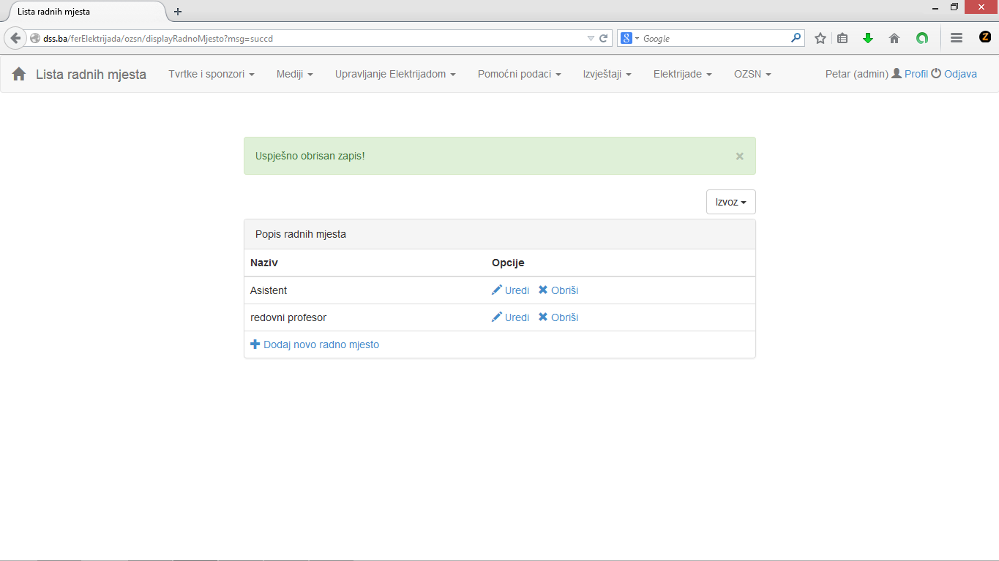 Lista radnih mjesta
dss.ba/ferElektrijada/ozsn/displayRadnoMjesto?msg=succd
Google
Lista radnih mjesta Tvrtke i sponzori Mediji Upravljanje Elektrijadom Pomoćni podaci Izvještaji Elektrijade OZSN Petar (admin) Profil Odjava
Uspješno obrisan zapis! ×
Izvoz
Popis radnih mjesta
Naziv Opcije
Asistent Uredi Obriši
redovni profesor Uredi Obriši
Dodaj novo radno mjesto